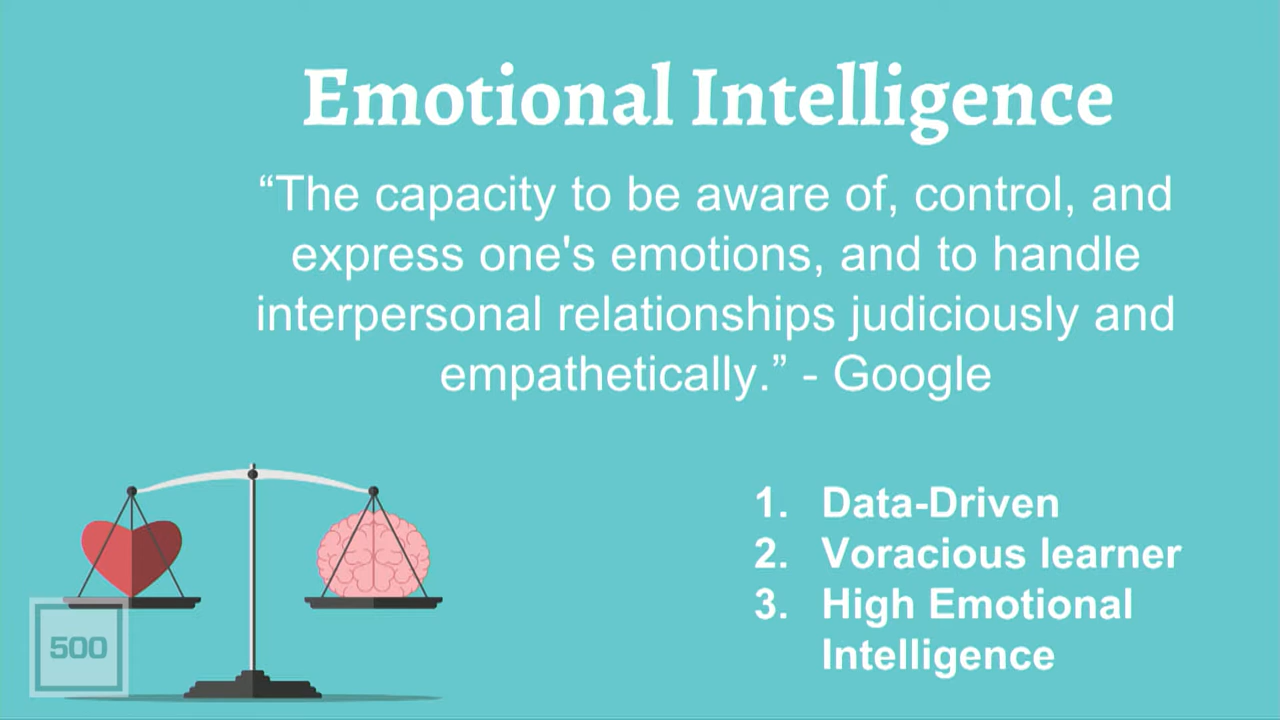 Emotional Intelligence
“The capacity to be aware of, control, and
express one's emotions, and to handle
interpersonal relationships judiciously and
empathetically.” - Google
1. Data-Driven
2. Voracious learner
3. High Emotional
Intelligence
500